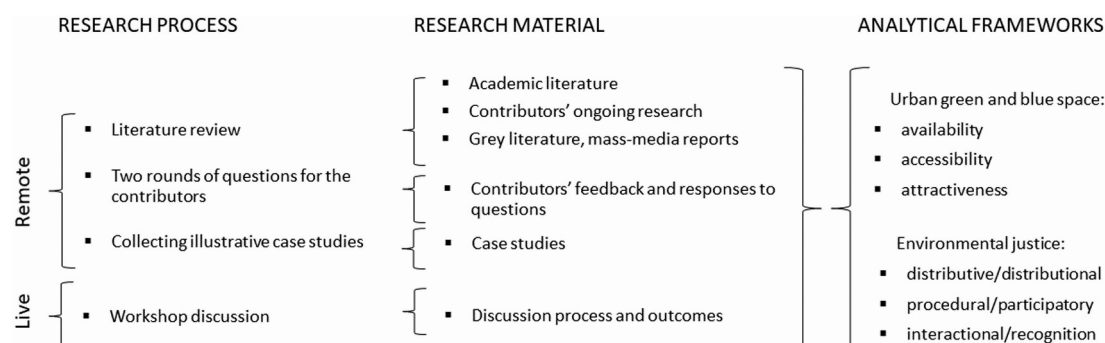 RESEARCH PROCESS
RESEARCH MATERIAL
ANALYTICAL FRAMEWORKS
Remote
▪ Literature review
▪ Two rounds of questions for the
contributors
▪ Collecting illustrative case studies
Live
▪ Workshop discussion
▪ Academic literature
▪ Contributors' ongoing research
▪ Grey literature, mass-media reports
▪ Contributors' feedback and responses to
questions
▪ Case studies
▪ Discussion process and outcomes
Urban green and blue space:
▪ availability
▪ accessibility
▪ attractiveness
Environmental justice:
▪ distributive/distributional
▪ procedural/participatory
▪ interactional/recognition